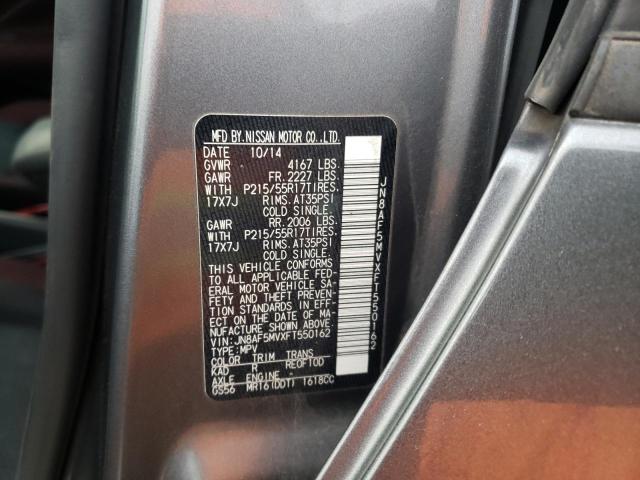 MFD BY. NISSAN MOTOR CO., LTD.
DATE 10/14
GVWR 4167 LBS.
GAWR FR. 2227 LBS.
WITH P215/55R17TIRES.
17X7J RIMS.AT35PSI
COLD SINGLE.
GAWR RR. 2006 LBS.
WITH P215/55R17TIRES.
17X7J RIMS.AT35PSI
COLD SINGLE.
THIS VEHICLE CONFORMS
TO ALL APPLICABLE FED-
ERAL MOTOR VEHICLE SA-
FETY AND THEFT PREVEN-
TION STANDARDS IN EFF-
ECT ON THE DATE OF MA-
NUFACTURE SHOWN ABOVE.
VIN: JN8AF5MVXFT550162
TYPE: MPV
COLOR TRIM TRANS
KAD R RE0F10D
AXLE ENGINE
GS56 MR16(DDT) 1618CC
JN8AF5MVXFT550162